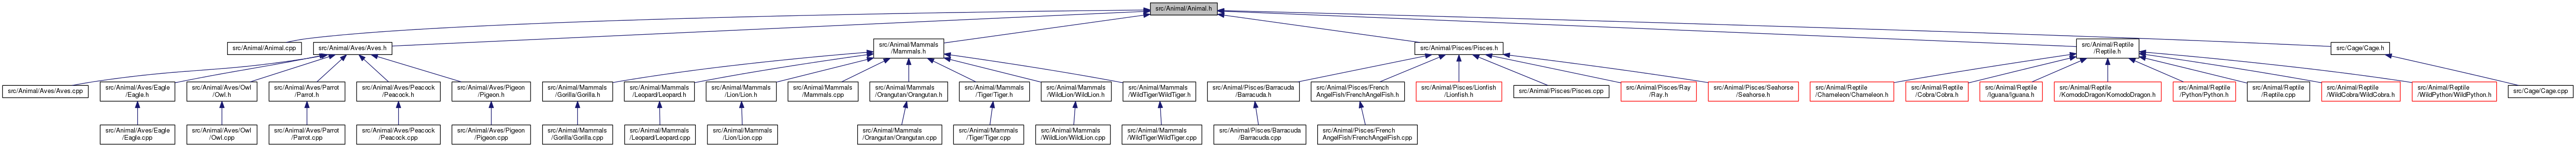 src/Animal/Animal.h
src/Animal/Animal.cpp
src/Animal/Aves/Aves.h
src/Animal/Mammals
/Mammals.h
src/Animal/Pisces/Pisces.h
src/Animal/Reptile
/Reptile.h
src/Cage/Cage.h
src/Animal/Aves/Aves.cpp
src/Animal/Aves/Eagle
/Eagle.h
src/Animal/Aves/Owl
/Owl.h
src/Animal/Aves/Parrot
/Parrot.h
src/Animal/Aves/Peacock
/Peacock.h
src/Animal/Aves/Pigeon
/Pigeon.h
src/Animal/Mammals
/Gorilla/Gorilla.h
src/Animal/Mammals
/Leopard/Leopard.h
src/Animal/Mammals
/Lion/Lion.h
src/Animal/Mammals
/Mammals.cpp
src/Animal/Mammals
/Orangutan/Orangutan.h
src/Animal/Mammals
/Tiger/Tiger.h
src/Animal/Mammals
/WildLion/WildLion.h
src/Animal/Mammals
/WildTiger/WildTiger.h
src/Animal/Pisces/Barracuda
/Barracuda.h
src/Animal/Pisces/French
AngelFish/FrenchAngelFish.h
src/Animal/Pisces/Lionfish
/Lionfish.h
src/Animal/Pisces/Pisces.cpp
src/Animal/Pisces/Ray
/Ray.h
src/Animal/Pisces/Seahorse
/Seahorse.h
src/Animal/Reptile
/Chameleon/Chameleon.h
src/Animal/Reptile
/Cobra/Cobra.h
src/Animal/Reptile
/Iguana/Iguana.h
src/Animal/Reptile
/KomodoDragon/KomodoDragon.h
src/Animal/Reptile
/Python/Python.h
src/Animal/Reptile
/Reptile.cpp
src/Animal/Reptile
/WildCobra/WildCobra.h
src/Animal/Reptile
/WildPython/WildPython.h
src/Cage/Cage.cpp
src/Animal/Aves/Eagle
/Eagle.cpp
src/Animal/Aves/Owl
/Owl.cpp
src/Animal/Aves/Parrot
/Parrot.cpp
src/Animal/Aves/Peacock
/Peacock.cpp
src/Animal/Aves/Pigeon
/Pigeon.cpp
src/Animal/Mammals
/Gorilla/Gorilla.cpp
src/Animal/Mammals
/Leopard/Leopard.cpp
src/Animal/Mammals
/Lion/Lion.cpp
src/Animal/Mammals
/Orangutan/Orangutan.cpp
src/Animal/Mammals
/Tiger/Tiger.cpp
src/Animal/Mammals
/WildLion/WildLion.cpp
src/Animal/Mammals
/WildTiger/WildTiger.cpp
src/Animal/Pisces/Barracuda
/Barracuda.cpp
src/Animal/Pisces/French
AngelFish/FrenchAngelFish.cpp